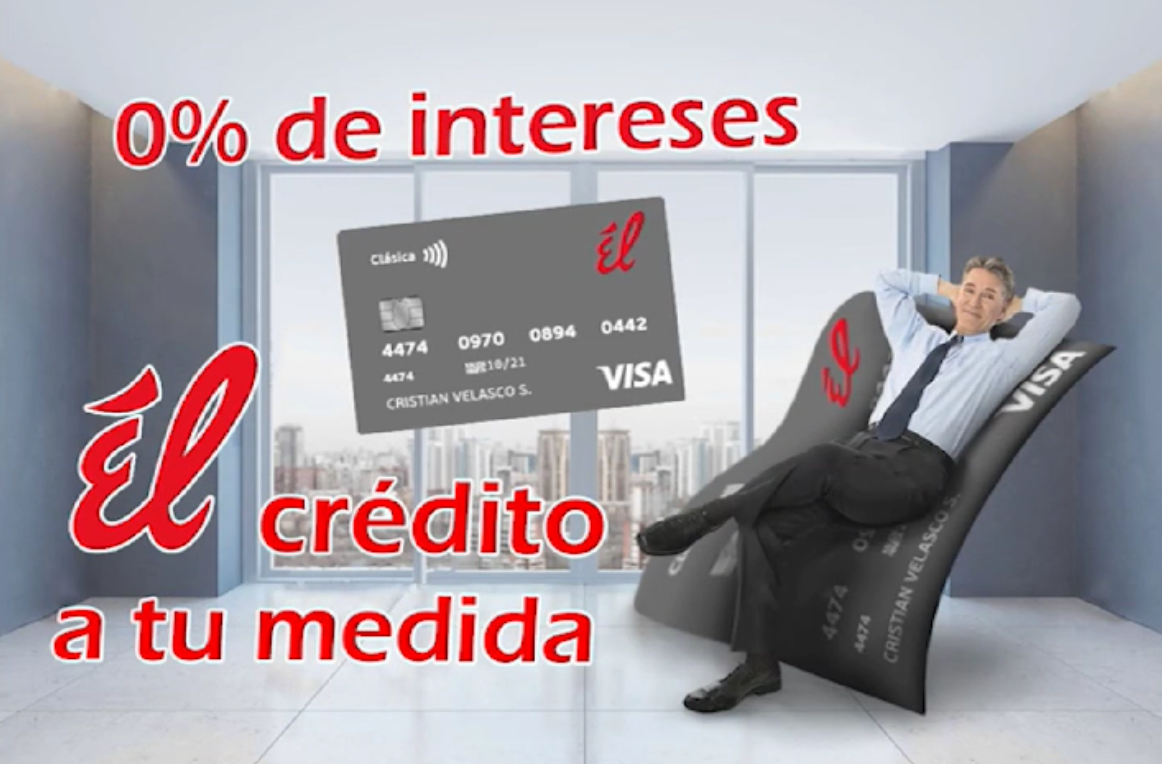 0% de intereses
Clásica
Él
4474 0970 0894 0442
4474 10/21
CRISTIAN VELASCO S.
VISA
Él crédito
a tu medida
Él
VISA
4474
4474
CRISTIAN VELASCO S.